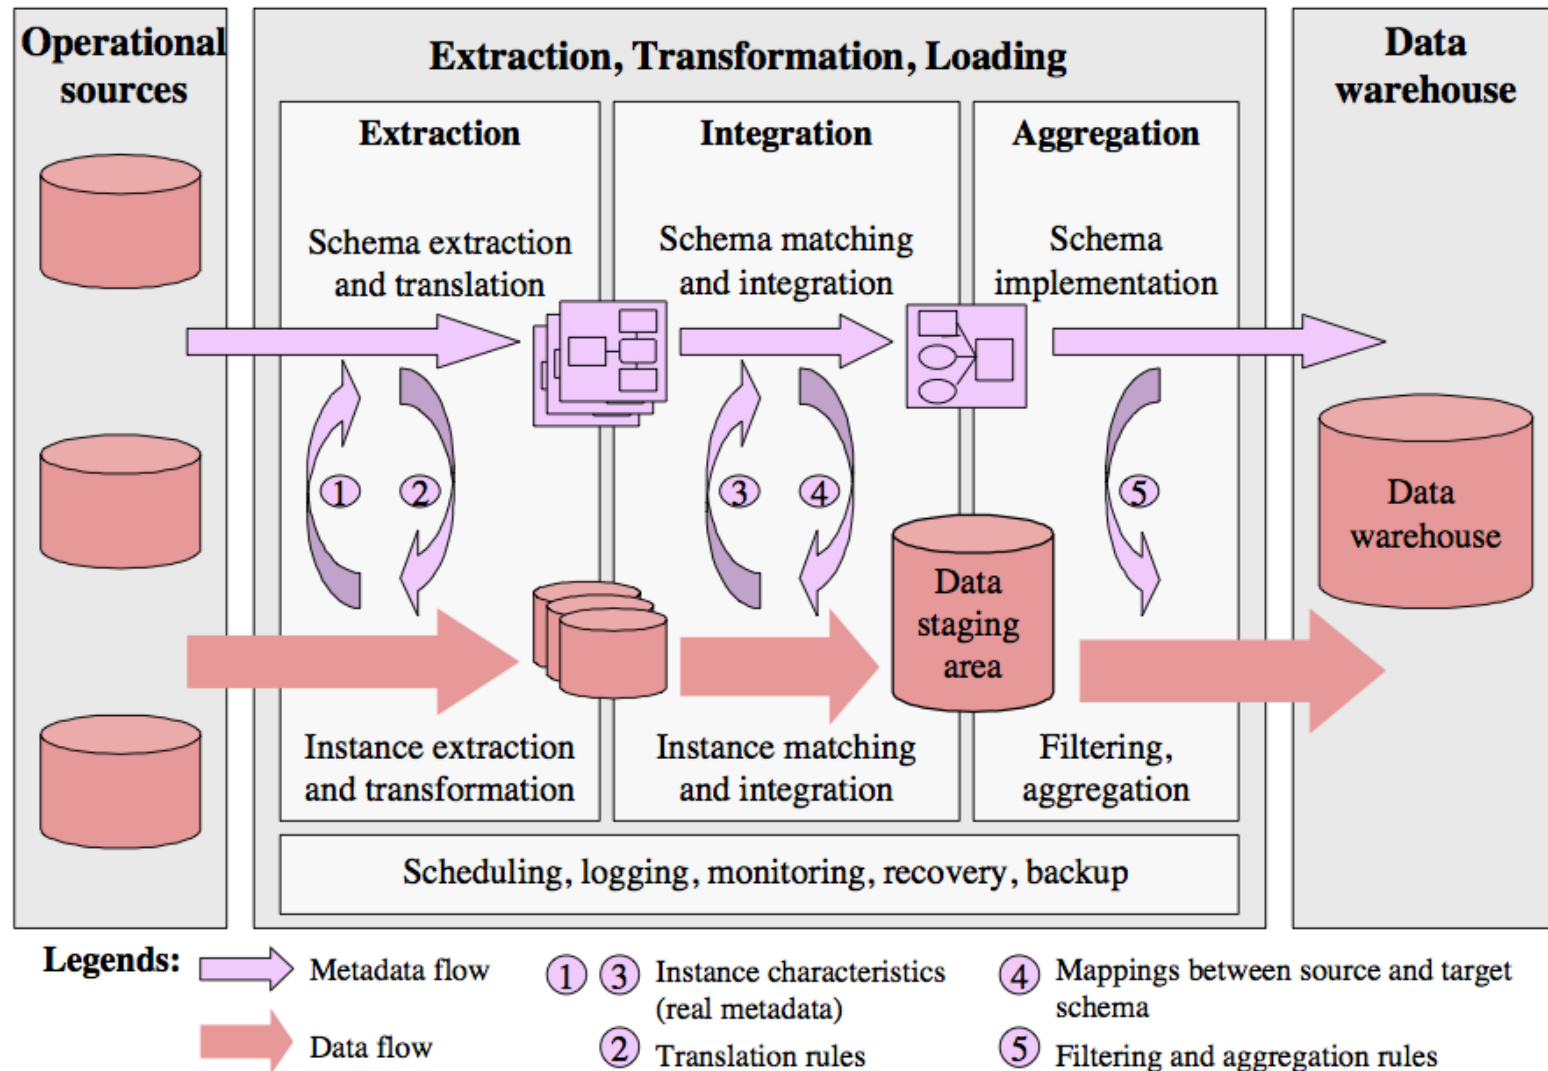 Operational
sources
Extraction, Transformation, Loading
Data
warehouse
Extraction
Integration
Aggregation
Schema extraction
and translation
Schema matching
and integration
Schema
implementation
1
2
3
4
5
Data
warehouse
Data
staging
area
Instance extraction
and transformation
Instance matching
and integration
Filtering,
aggregation
Scheduling, logging, monitoring, recovery, backup
Legends:
Metadata flow
Data flow
1 3 Instance characteristics
(real metadata)
2 Translation rules
4 Mappings between source and target
schema
5 Filtering and aggregation rules